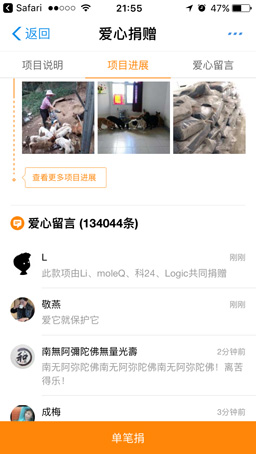 Safari 21:55 47%
返回 爱心捐赠
项目说明 项目进展 爱心留言
查看更多项目进展
爱心留言 (134044条)
L 刚刚
此款项由Li、moleQ、科24、Logic共同捐赠
敬燕 刚刚
爱它就保护它
南無阿彌陀佛無量光壽 2分钟前
南无阿弥陀佛南无阿弥陀佛南无阿弥陀佛！离苦
得乐！
成梅 3分钟前
单笔捐